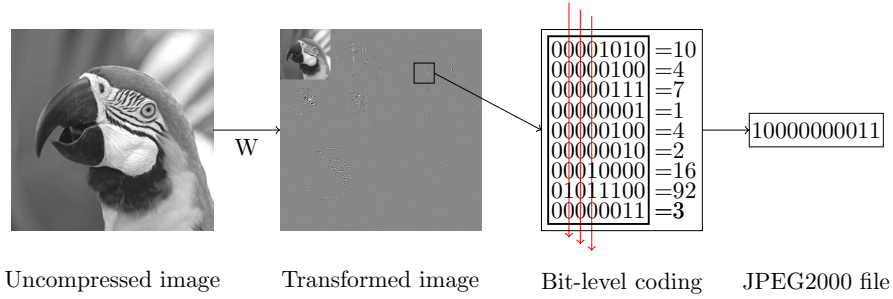 W
00001010 =10
00000100 =4
00000111 =7
00000001 =1
00000100 =4
00000010 =2
00010000 =16
01011100 =92
00000011 =3
10000000011
Uncompressed image
Transformed image
Bit-level coding
JPEG2000 file